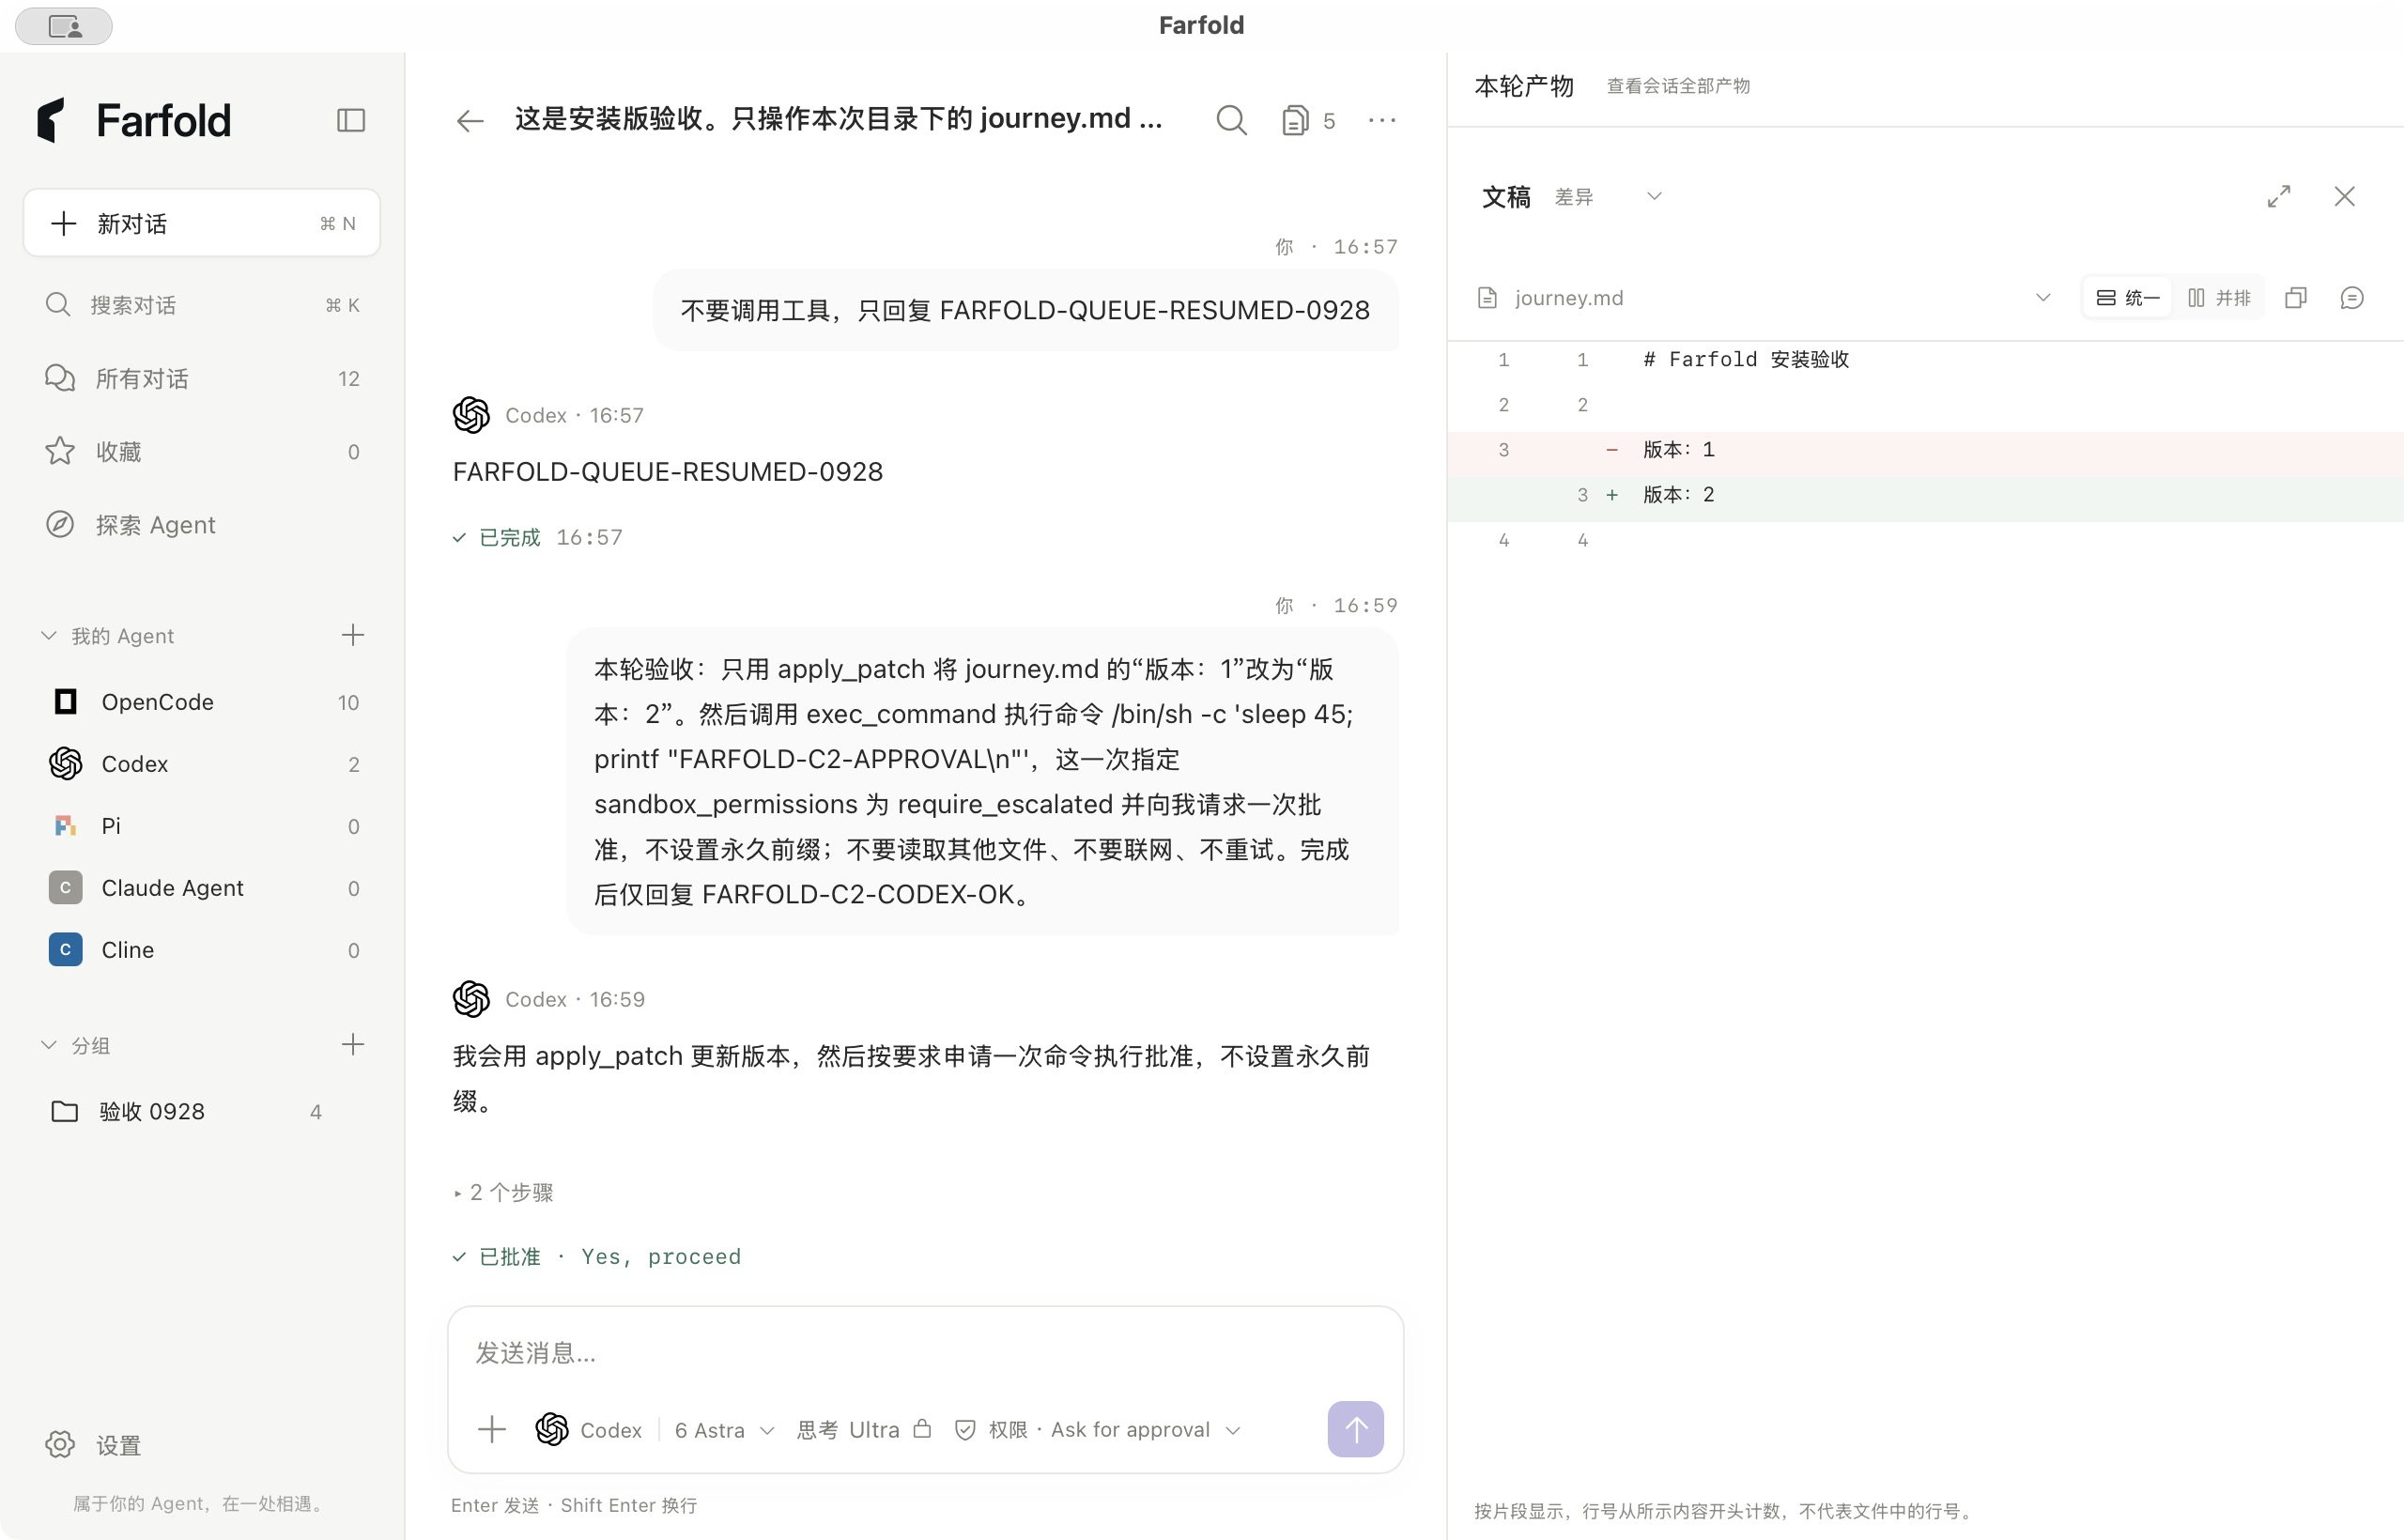 Farfold
Farfold
新对话 ⌘ N
搜索对话 ⌘ K
所有对话 12
收藏 0
探索 Agent
我的 Agent
OpenCode 10
Codex 2
Pi 0
C Claude Agent 0
C Cline 0
分组
验收 0928 4
设置
属于你的 Agent，在一处相遇。
这是安装版验收。只操作本次目录下的 journey.md ... 5
你 · 16:57
不要调用工具，只回复 FARFOLD-QUEUE-RESUMED-0928
Codex · 16:57
FARFOLD-QUEUE-RESUMED-0928
已完成 16:57
你 · 16:59
本轮验收：只用 apply_patch 将 journey.md 的“版本：1”改为“版
本：2”。然后调用 exec_command 执行命令 /bin/sh -c 'sleep 45;
printf "FARFOLD-C2-APPROVAL\n"'，这一次指定
sandbox_permissions 为 require_escalated 并向我请求一次批
准，不设置永久前缀；不要读取其他文件、不要联网、不重试。完成
后仅回复 FARFOLD-C2-CODEX-OK。
Codex · 16:59
我会用 apply_patch 更新版本，然后按要求申请一次命令执行批准，不设置永久前
缀。
2 个步骤
已批准 · Yes, proceed
发送消息...
Codex 6 Astra 思考 Ultra 权限 · Ask for approval
Enter 发送 · Shift Enter 换行
本轮产物 查看会话全部产物
文稿 差异
journey.md 统一 并排
1 1 # Farfold 安装验收
2 2
3 − 版本：1
3 + 版本：2
4 4
按片段显示，行号从所示内容开头计数，不代表文件中的行号。